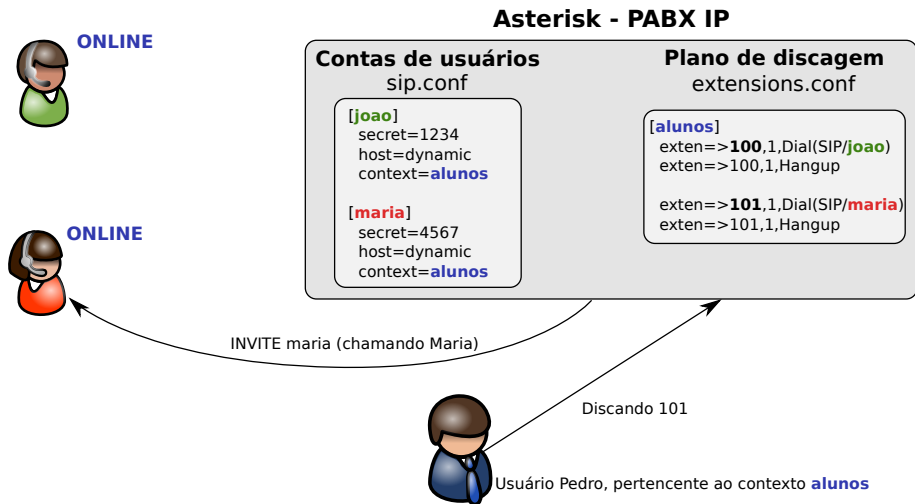 Asterisk - PABX IP
ONLINE
Contas de usuários
sip.conf
[joao]
secret=1234
host=dynamic
context=alunos
[maria]
secret=4567
host=dynamic
context=alunos
Plano de discagem
extensions.conf
[alunos]
exten=>100,1,Dial(SIP/joao)
exten=>100,1,Hangup
exten=>101,1,Dial(SIP/maria)
exten=>101,1,Hangup
ONLINE
INVITE maria (chamando Maria)
Discando 101
Usuário Pedro, pertencente ao contexto alunos